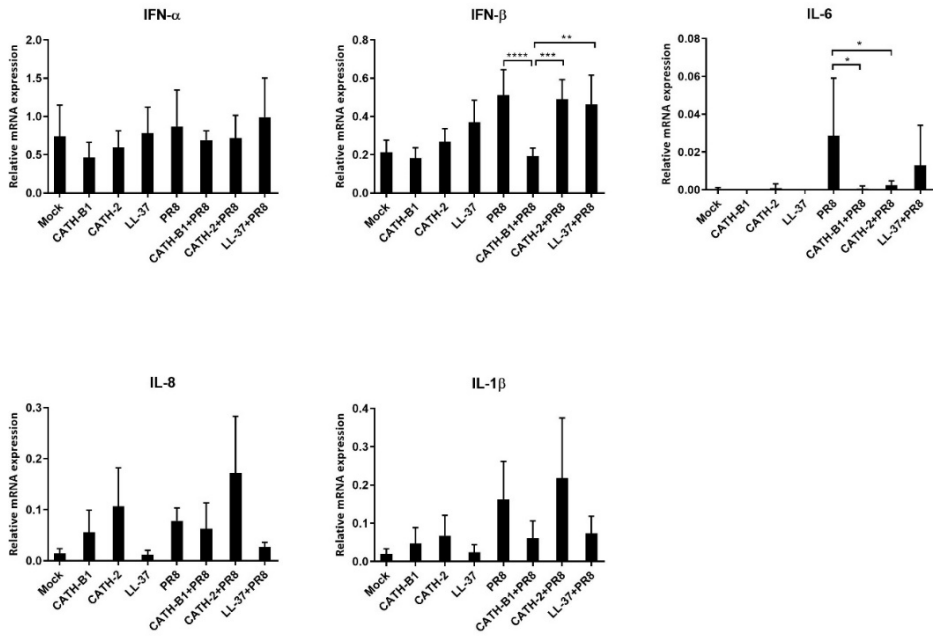 IFN-α
Relative mRNA expression
2.0
1.5
1.0
0.5
0.0
Mock
CATH-B1
CATH-2
LL-37
PR8
CATH-B1+PR8
CATH-2+PR8
LL-37+PR8
IFN-β
Relative mRNA expression
0.8
0.6
0.4
0.2
0.0
**
**** ***
Mock
CATH-B1
CATH-2
LL-37
PR8
CATH-B1+PR8
CATH-2+PR8
LL-37+PR8
IL-6
Relative mRNA expression
0.08
0.06
0.04
0.02
0.00
*
*
Mock
CATH-B1
CATH-2
LL-37
PR8
CATH-B1+PR8
CATH-2+PR8
LL-37+PR8
IL-8
Relative mRNA expression
0.3
0.2
0.1
0.0
Mock
CATH-B1
CATH-2
LL-37
PR8
CATH-B1+PR8
CATH-2+PR8
LL-37+PR8
IL-1β
Relative mRNA expression
0.4
0.3
0.2
0.1
0.0
Mock
CATH-B1
CATH-2
LL-37
PR8
CATH-B1+PR8
CATH-2+PR8
LL-37+PR8